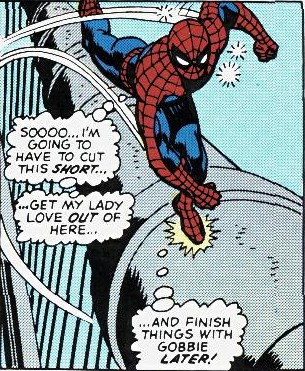 SOOOO...I'M
GOING TO
HAVE TO CUT
THIS SHORT...
...GET MY LADY
LOVE OUT OF
HERE...
...AND FINISH
THINGS WITH
GOBBIE
LATER!